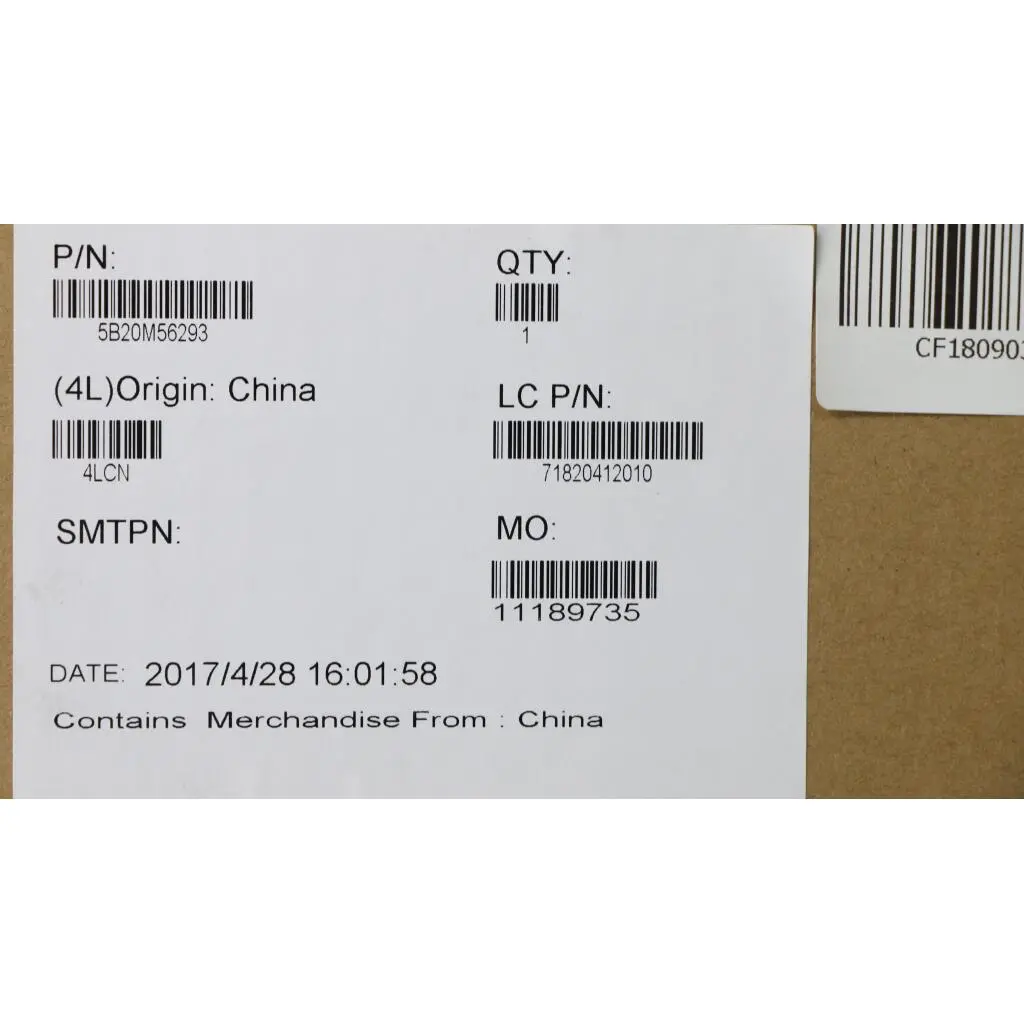 P/N:
5B20M56293
(4L)Origin: China
4LCN
SMTPN:
QTY:
1
LC P/N:
71820412010
MO:
11189735
DATE: 2017/4/28 16:01:58
Contains Merchandise From : China
CF18090